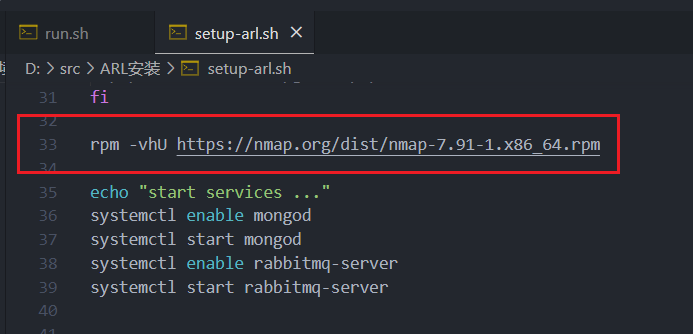 run.sh
setup-arl.sh
D: > src > ARL安装 > setup-arl.sh
31 fi
32
33 rpm -vhU https://nmap.org/dist/nmap-7.91-1.x86_64.rpm
34
35 echo "start services ..."
36 systemctl enable mongod
37 systemctl start mongod
38 systemctl enable rabbitmq-server
39 systemctl start rabbitmq-server
40